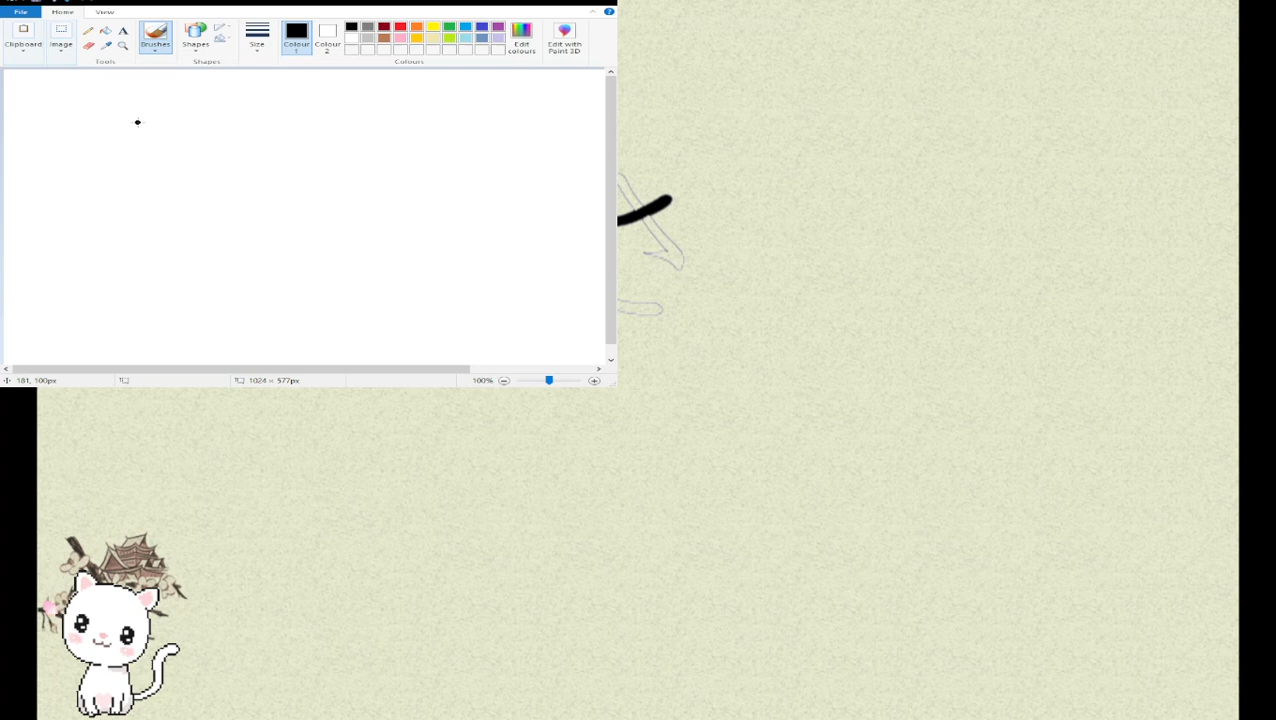 File Home View
Clipboard Image Brushes Shapes Size Colour 1 Colour 2 Edit colours Edit with Paint 3D
Tools Shapes Colours
181, 100px 1024 × 577px 100%